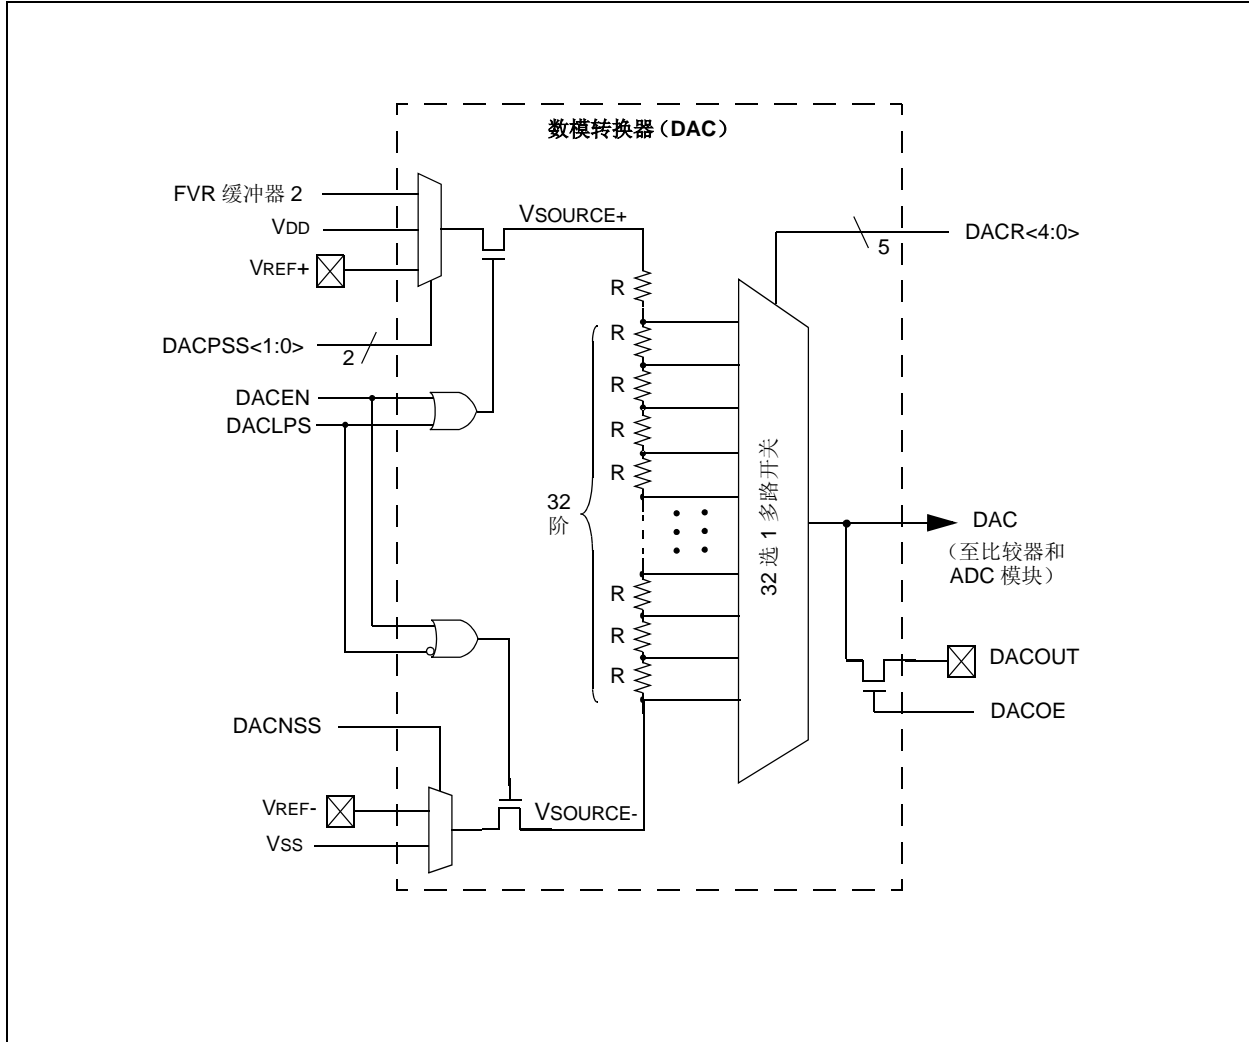 数模转换器（DAC）
FVR 缓冲器 2
VDD
VREF+
DACPSS<1:0>
2
DACEN
DACLPS
VSOURCE+
R
R
R
R
R
32
阶
R
R
R
32 选 1 多路开关
5
DACR<4:0>
DAC
（至比较器和
ADC 模块）
DACOUT
DACOE
DACNSS
VREF-
VSS
VSOURCE-